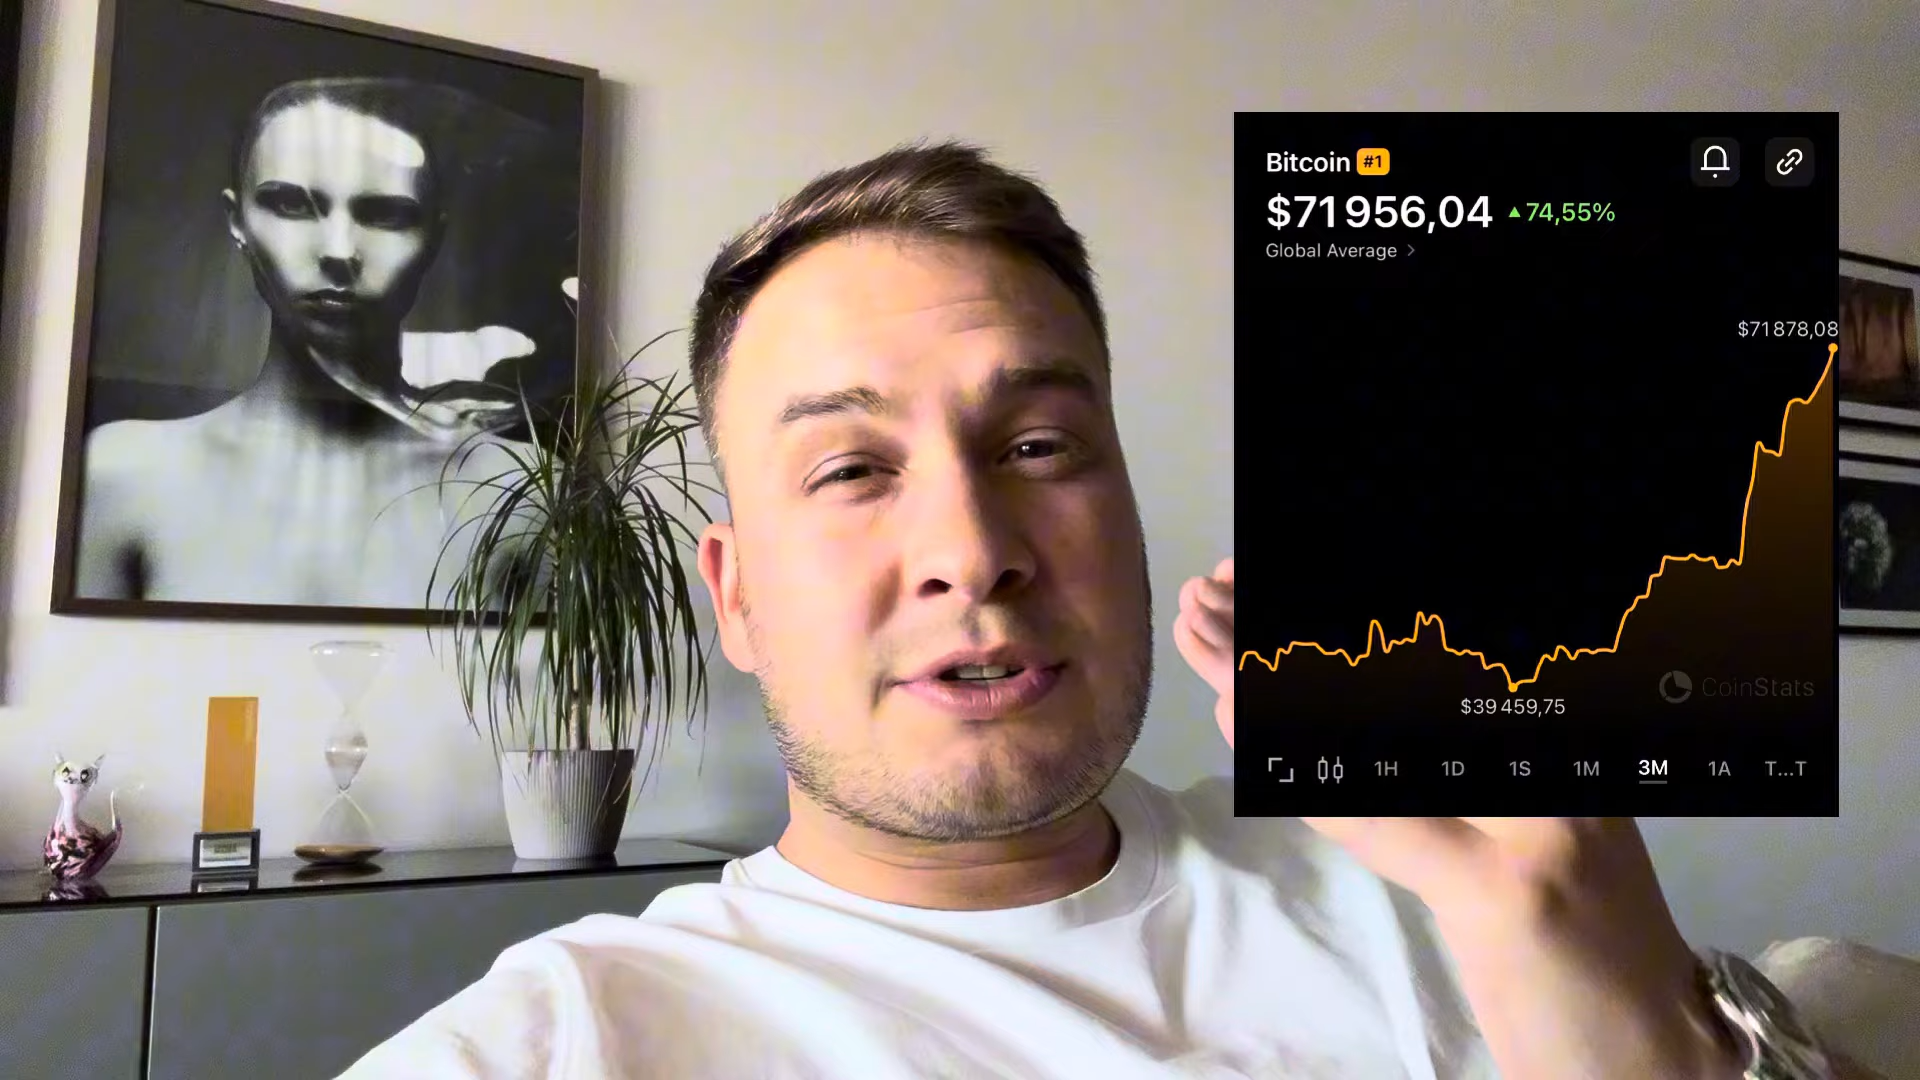 Bitcoin #1
$71 956,04 ▲74,55%
Global Average >
$71 878,08
$39 459,75
CoinStats
1H 1D 1S 1M 3M 1A T...T